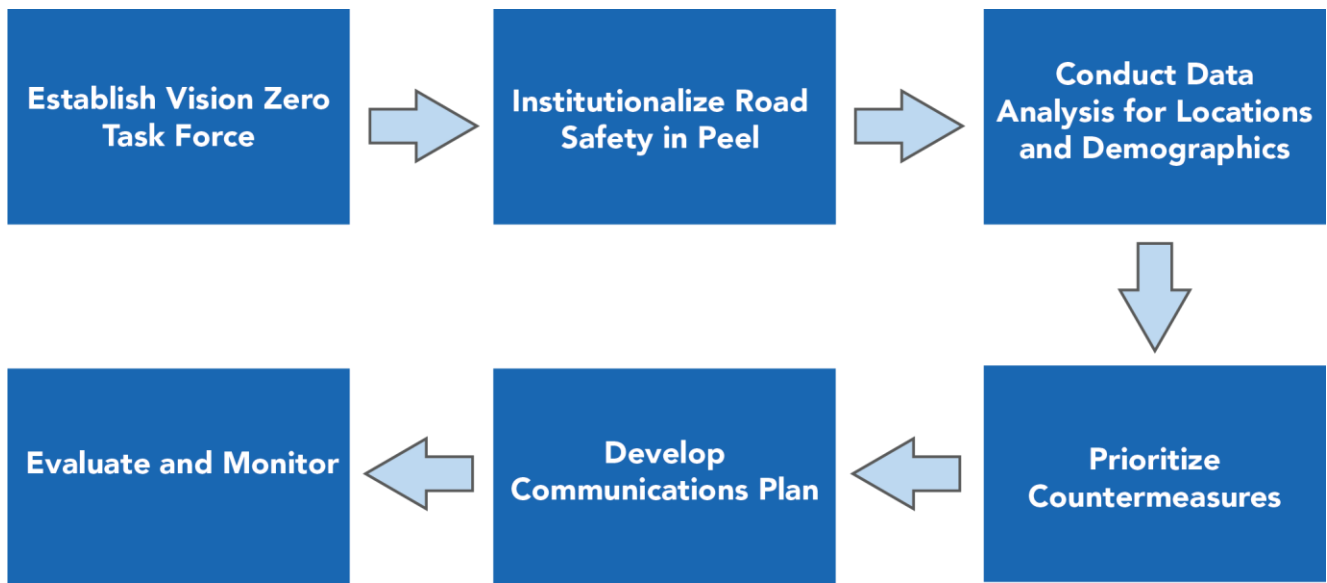 Establish Vision Zero
Task Force
Institutionalize Road
Safety in Peel
Conduct Data
Analysis for Locations
and Demographics
Prioritize
Countermeasures
Develop
Communications Plan
Evaluate and Monitor